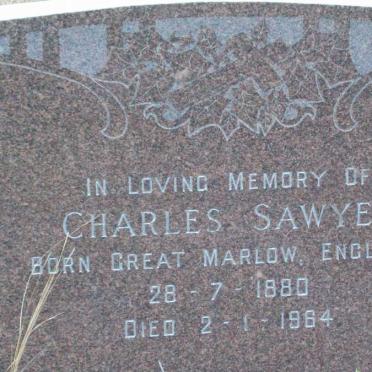 IN LOVING MEMORY OF
CHARLES SAWYE
BORN GREAT MARLOW, ENGL
28 - 7 - 1880
DIED 2 - 1 - 1964